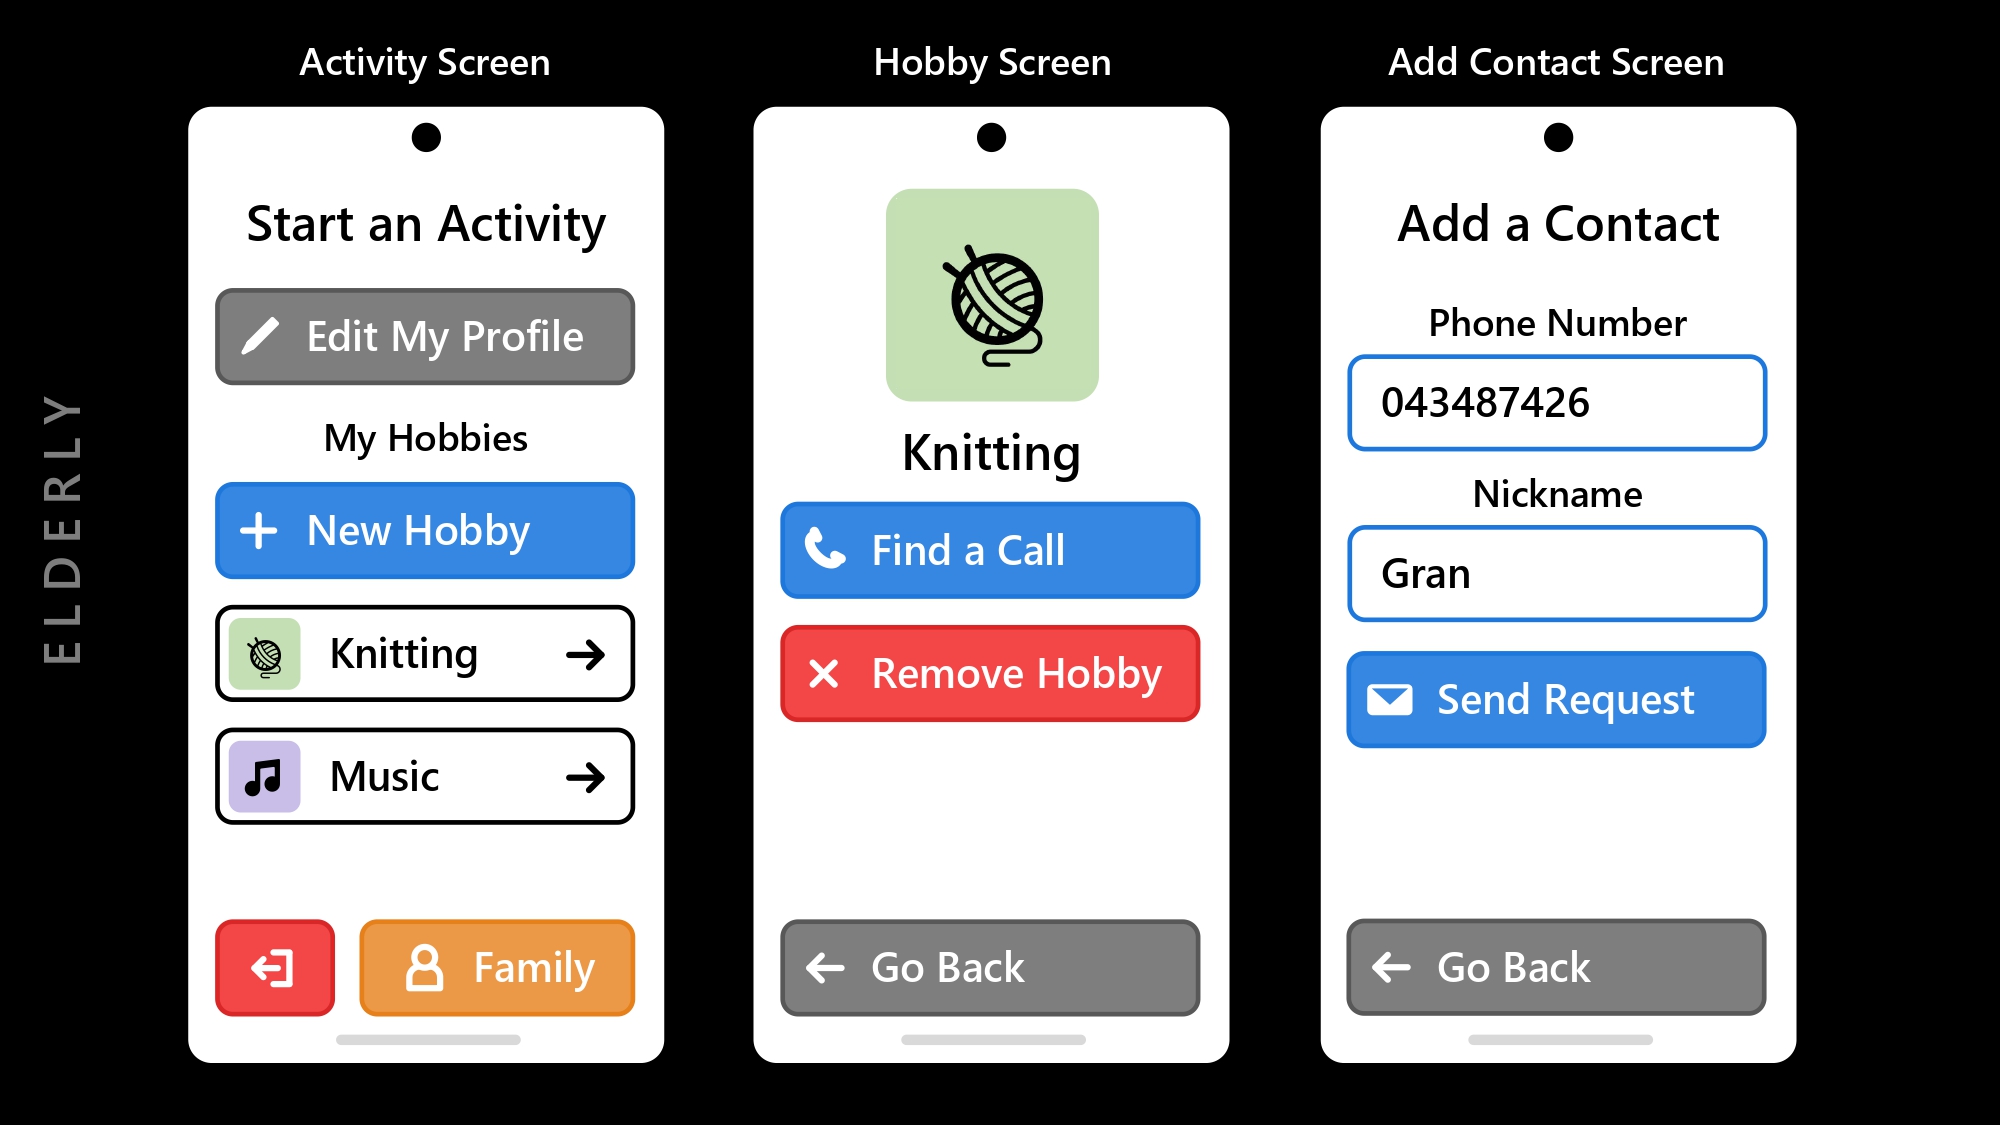 ELDERLY
Activity Screen
Start an Activity
Edit My Profile
My Hobbies
New Hobby
Knitting
Music
Family
Hobby Screen
Knitting
Find a Call
Remove Hobby
Go Back
Add Contact Screen
Add a Contact
Phone Number
043487426
Nickname
Gran
Send Request
Go Back